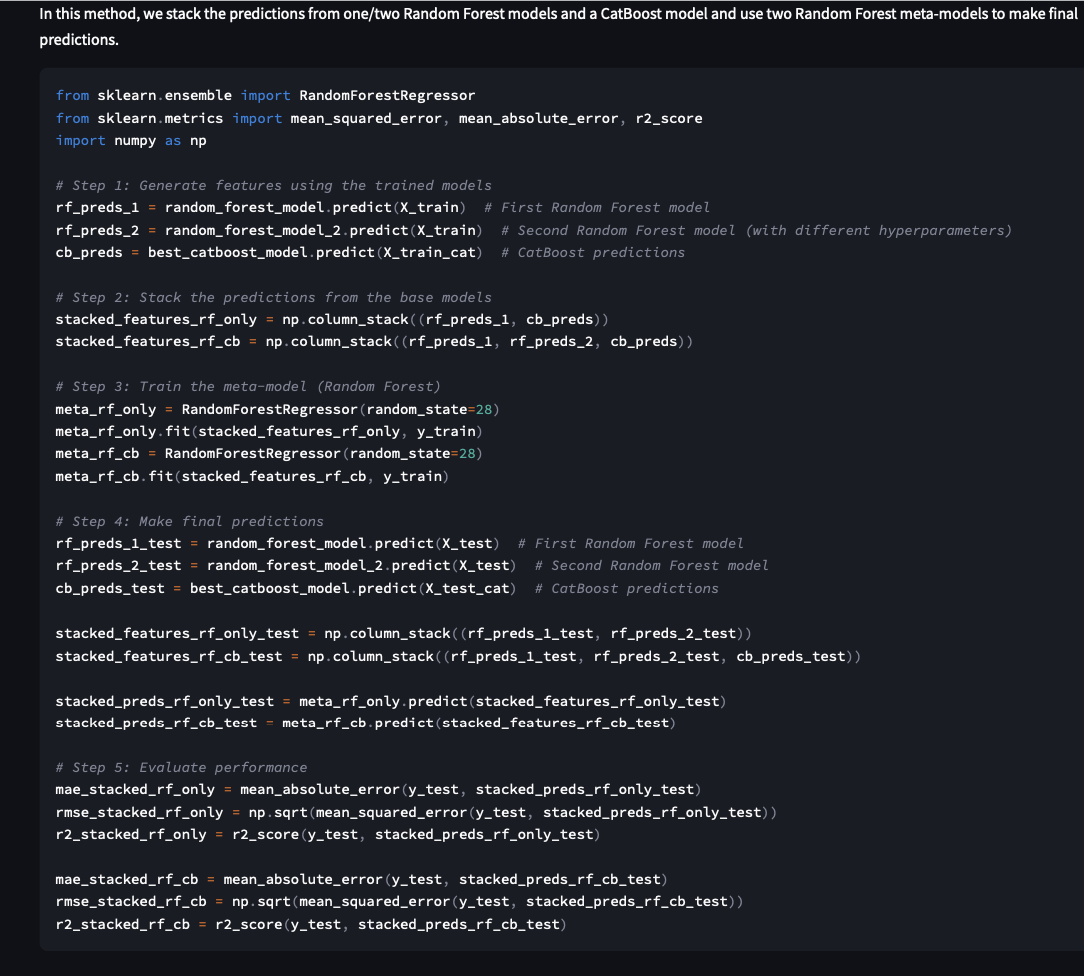 In this method, we stack the predictions from one/two Random Forest models and a CatBoost model and use two Random Forest meta-models to make final
predictions.
from sklearn.ensemble import RandomForestRegressor
from sklearn.metrics import mean_squared_error, mean_absolute_error, r2_score
import numpy as np
# Step 1: Generate features using the trained models
rf_preds_1 = random_forest_model.predict(X_train)  # First Random Forest model
rf_preds_2 = random_forest_model_2.predict(X_train)  # Second Random Forest model (with different hyperparameters)
cb_preds = best_catboost_model.predict(X_train_cat)  # CatBoost predictions
# Step 2: Stack the predictions from the base models
stacked_features_rf_only = np.column_stack((rf_preds_1, cb_preds))
stacked_features_rf_cb = np.column_stack((rf_preds_1, rf_preds_2, cb_preds))
# Step 3: Train the meta-model (Random Forest)
meta_rf_only = RandomForestRegressor(random_state=28)
meta_rf_only.fit(stacked_features_rf_only, y_train)
meta_rf_cb = RandomForestRegressor(random_state=28)
meta_rf_cb.fit(stacked_features_rf_cb, y_train)
# Step 4: Make final predictions
rf_preds_1_test = random_forest_model.predict(X_test)  # First Random Forest model
rf_preds_2_test = random_forest_model_2.predict(X_test)  # Second Random Forest model
cb_preds_test = best_catboost_model.predict(X_test_cat)  # CatBoost predictions
stacked_features_rf_only_test = np.column_stack((rf_preds_1_test, rf_preds_2_test))
stacked_features_rf_cb_test = np.column_stack((rf_preds_1_test, rf_preds_2_test, cb_preds_test))
stacked_preds_rf_only_test = meta_rf_only.predict(stacked_features_rf_only_test)
stacked_preds_rf_cb_test = meta_rf_cb.predict(stacked_features_rf_cb_test)
# Step 5: Evaluate performance
mae_stacked_rf_only = mean_absolute_error(y_test, stacked_preds_rf_only_test)
rmse_stacked_rf_only = np.sqrt(mean_squared_error(y_test, stacked_preds_rf_only_test))
r2_stacked_rf_only = r2_score(y_test, stacked_preds_rf_only_test)
mae_stacked_rf_cb = mean_absolute_error(y_test, stacked_preds_rf_cb_test)
rmse_stacked_rf_cb = np.sqrt(mean_squared_error(y_test, stacked_preds_rf_cb_test))
r2_stacked_rf_cb = r2_score(y_test, stacked_preds_rf_cb_test)